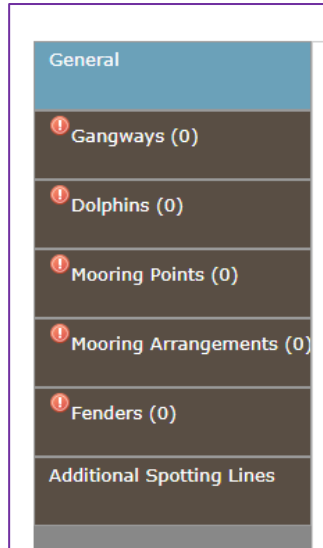 General
Gangways (0)
Dolphins (0)
Mooring Points (0)
Mooring Arrangements (0)
Fenders (0)
Additional Spotting Lines